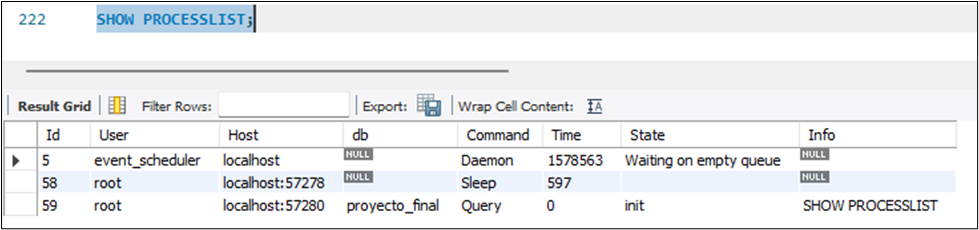 222 SHOW PROCESSLIST;
Result Grid Filter Rows: Export: Wrap Cell Content: IA
Id User Host db Command Time State Info
5 event_scheduler localhost NULL Daemon 1578563 Waiting on empty queue NULL
58 root localhost:57278 NULL Sleep 597 NULL
59 root localhost:57280 proyecto_final Query 0 init SHOW PROCESSLIST